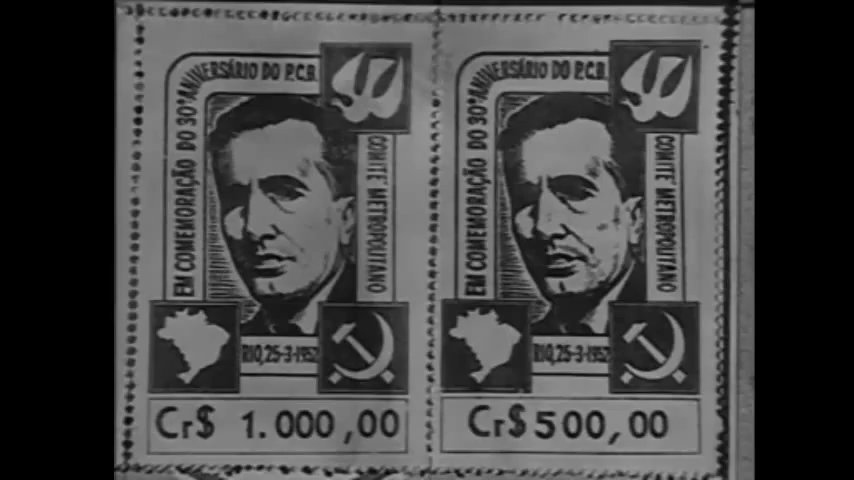 EM COMEMORAÇÃO DO 30º ANIVERSÁRIO DO P.C.B.
COMITÊ METROPOLITANO
RIO, 25-3-1952
Cr$ 1.000,00
EM COMEMORAÇÃO DO 30º ANIVERSÁRIO DO P.C.B.
COMITÊ METROPOLITANO
RIO, 25-3-1952
Cr$ 500,00